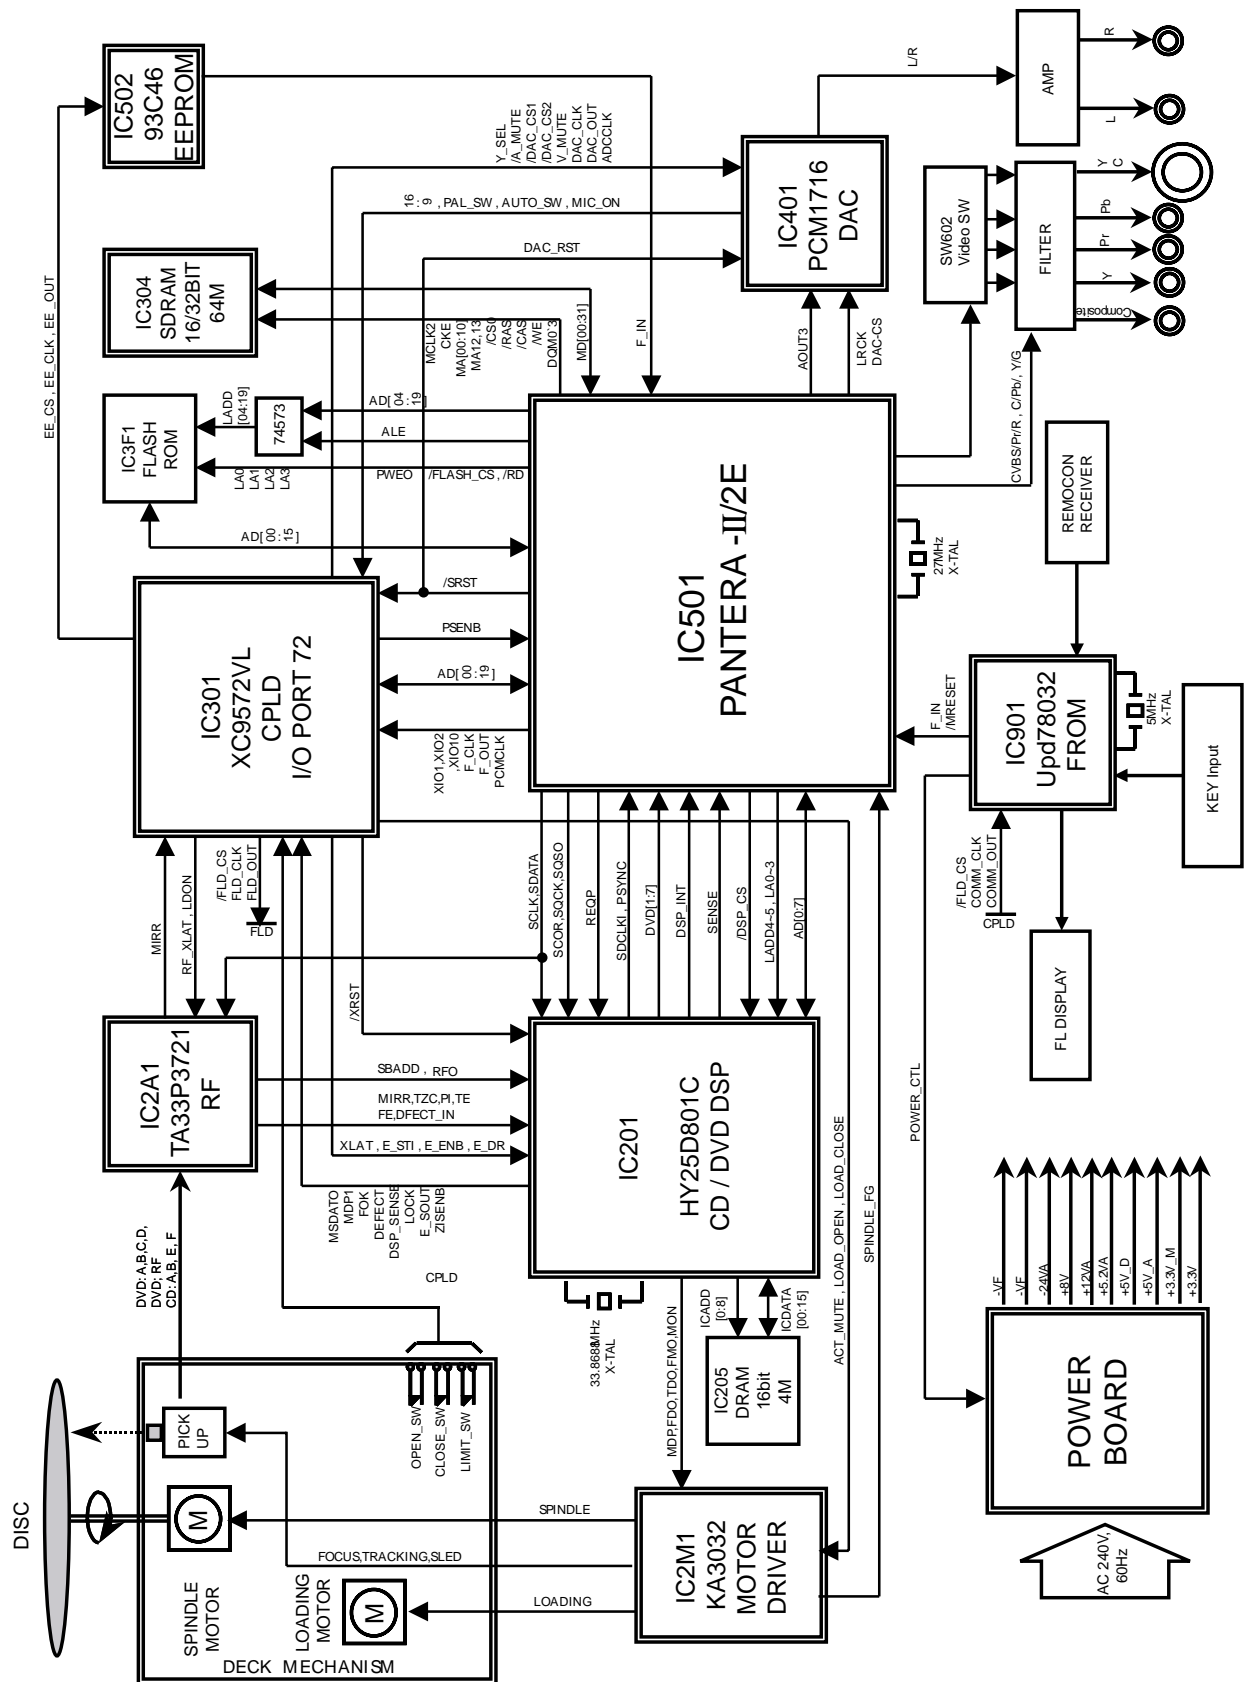 DISC
SPINDLE
MOTOR
M
LOADING
MOTOR
M
DECK MECHANISM
PICK
UP
OPEN_SW
CLOSE_SW
LIMIT_SW
DVD: A,B,C,D,
DVD; RF
CD: A,B, E, F
SPINDLE
FOCUS,TRACKING,SLED
LOADING
IC2M1
KA3032
MOTOR
DRIVER
MDP,FDO,TDO,FMO,MON
ACT_MUTE , LOAD_OPEN , LOAD_CLOSE
SPINDLE_FG
IC2A1
TA33P3721
RF
MIRR
RF_XLAT , LDON
/FLD_CS
FLD_CLK
FLD_OUT
FLD
/XRST
SBADD , RFO
MIRR,TZC,PI,TE
FE,DFECT_IN
XLAT , E_STI , E_ENB , E_DR
MSDATO
MDP1
FOK
DEFECT
DSP_SENSE
LOCK
E_SOUT
ZISENB
CPLD
33.8688MHz
X-TAL
IC201
HY25D801C
CD / DVD DSP
ICADD
[0:8]
ICDATA
[00:15]
IC205
DRAM
16bit
4M
SCLK,SDATA
SCOR,SQCK,SQSO
REQP
SDCLKI , PSYNC
DVD[1:7]
DSP_INT
SENSE
/DSP_CS
LADD4~5 , LA0~3
AD[0:7]
IC301
XC9572VL
CPLD
I/O PORT 72
EE_CS , EE_CLK , EE_OUT
IC502
93C46
EEPROM
IC304
SDRAM
16/32BIT
64M
IC3F1
FLASH
ROM
LADD
[04:19]
74573
LA0
LA1
LA2
LA3
AD[ 04 : 19]
ALE
PWEO /FLASH_CS , /RD
AD[ 00 : 15]
/SRST
PSENB
AD[ 00 : 19]
XIO1,XIO2
,XIO10
F_CLK
F_OUT
PCMCLK
MCLK2
CKE
MA[00:10]
MA12,13
/CS0
/RAS
/CAS
/WE
DQM0~3
MD[00:31]
F_IN
Y_SEL
/A_MUTE
/DAC_CS1
/DAC_CS2
V_MUTE
DAC_CLK
DAC_OUT
ADCCLK
16 : 9 , PAL_SW , AUTO_SW , MIC_ON
DAC_RST
IC501
PANTERA -II/2E
27MHz
X-TAL
AOUT3
LRCK
DAC-CS
IC401
PCM1716
DAC
L/R
AMP
R
L
SW602
Video SW
FILTER
CVBS/Pr/R , C/Pb/, Y/G
Y
C
Pb
Pr
Y
Composite
REMOCON
RECEIVER
F_IN
/MRESET
IC901
Upd78032
FROM
5MHz
X-TAL
KEY Input
/FLD_CS
COMM_CLK
COMM_OUT
CPLD
FL DISPLAY
POWER_CTL
POWER
BOARD
AC 240V,
60Hz
-VF
-VF
-24VA
+8V
+12VA
+5.2VA
+5V_D
+5V_A
+3.3V_M
+3.3V